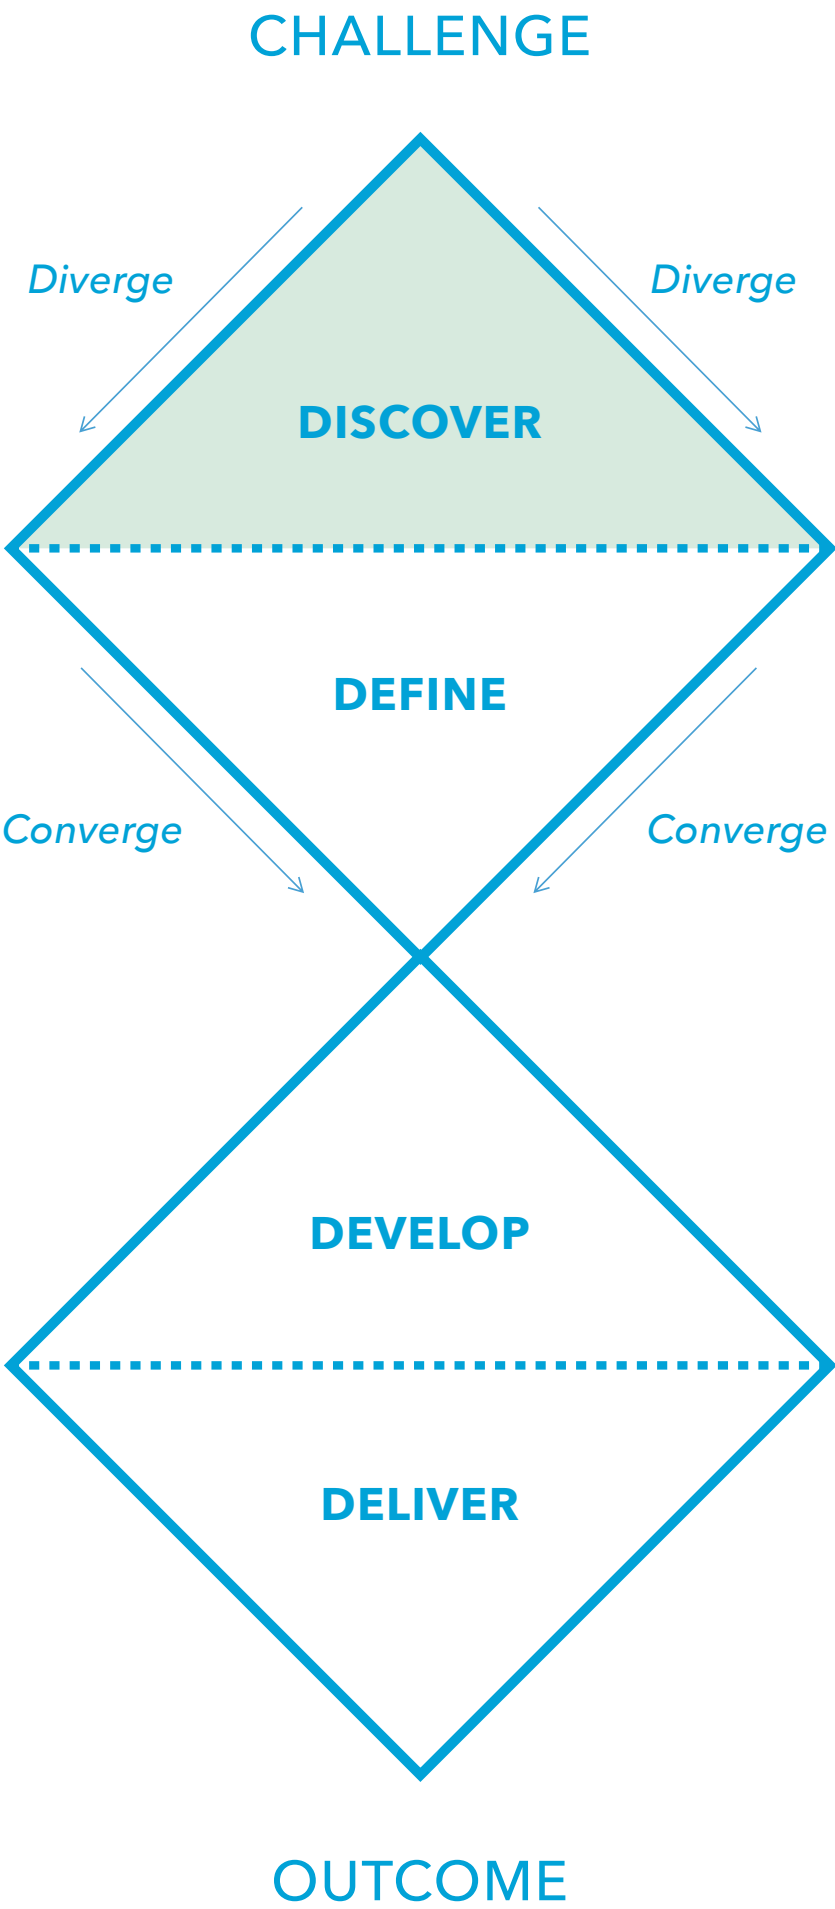 CHALLENGE
Diverge
Diverge
DISCOVER
DEFINE
Converge
Converge
DEVELOP
DELIVER
OUTCOME